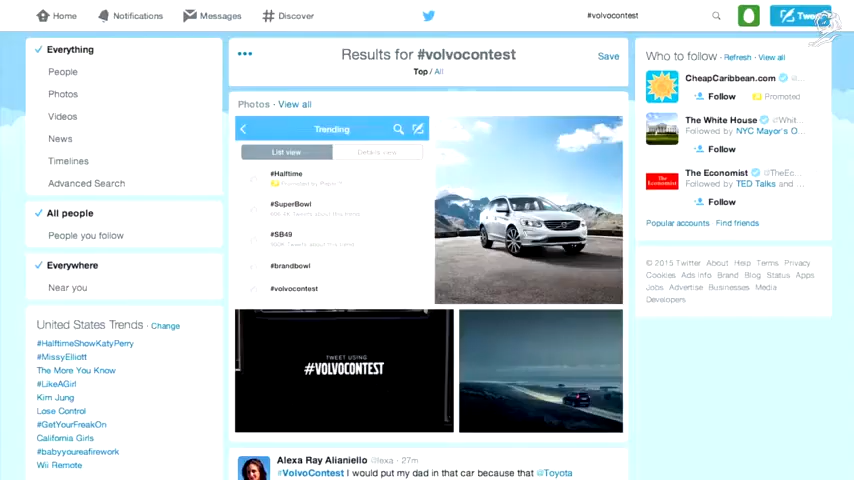 Home Notifications Messages # Discover #volvocontest Tweet
Everything
People
Photos
Videos
News
Timelines
Advanced Search
All people
People you follow
Everywhere
Near you
United States Trends · Change
#HalftimeShowKatyPerry
#MissyElliott
The More You Know
#LikeAGirl
Kim Jung
Lose Control
#GetYourFreakOn
California Girls
#babyyoureafirework
Wii Remote
Results for #volvocontest
Save
Top / All
Photos · View all
Trending
List view Details view
#Halftime
#SuperBowl
#SB49
#brandbowl
#volvocontest
TWEET USING
#VOLVOCONTEST
Alexa Ray Alianiello @lexa · 27m
#VolvoContest I would put my dad in that car because that @Toyota
Who to follow · Refresh · View all
CheapCaribbean.com @...
Follow Promoted
The White House @Whit...
Followed by NYC Mayor's O...
Follow
The Economist @TheEc...
Followed by TED Talks and ...
Follow
Popular accounts · Find friends
© 2015 Twitter About Help Terms Privacy
Cookies Ads info Brand Blog Status Apps
Jobs Advertise Businesses Media
Developers